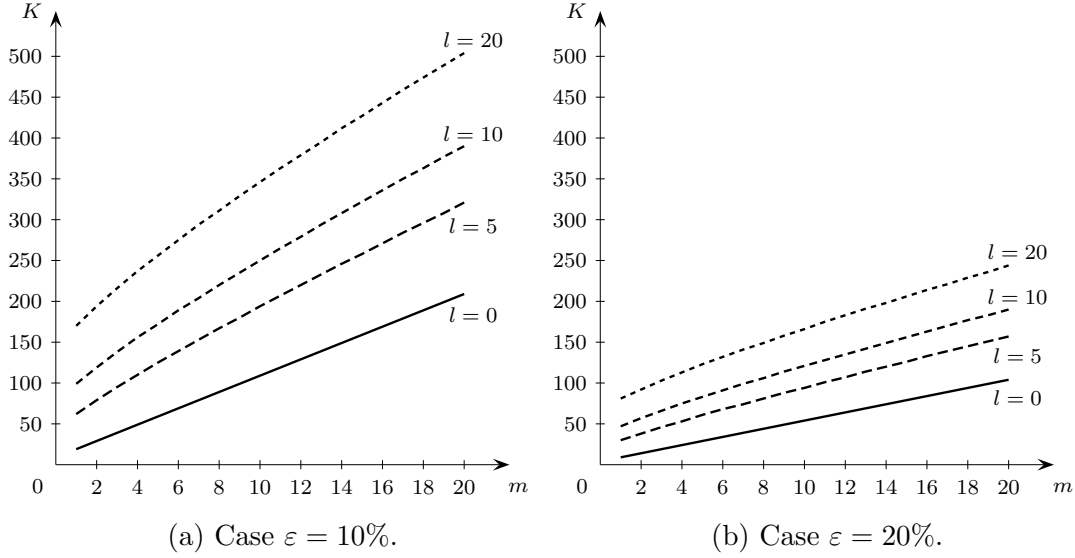 K
500
450
400
350
300
250
200
150
100
50
0
2 4 6 8 10 12 14 16 18 20 m
l = 20
l = 10
l = 5
l = 0
(a) Case ε = 10%.
K
500
450
400
350
300
250
200
150
100
50
0
2 4 6 8 10 12 14 16 18 20 m
l = 20
l = 10
l = 5
l = 0
(b) Case ε = 20%.